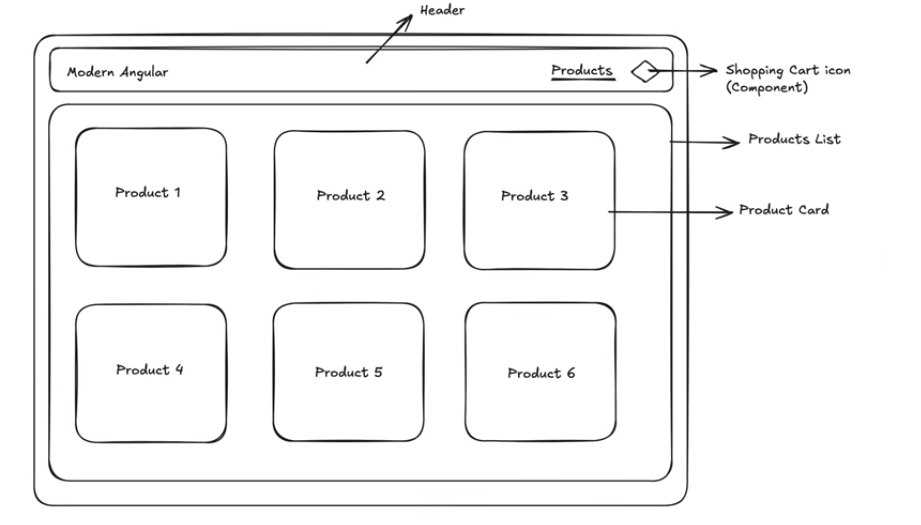 Header
Modern Angular
Products
Shopping Cart icon
(Component)
Products List
Product 1
Product 2
Product 3
Product Card
Product 4
Product 5
Product 6